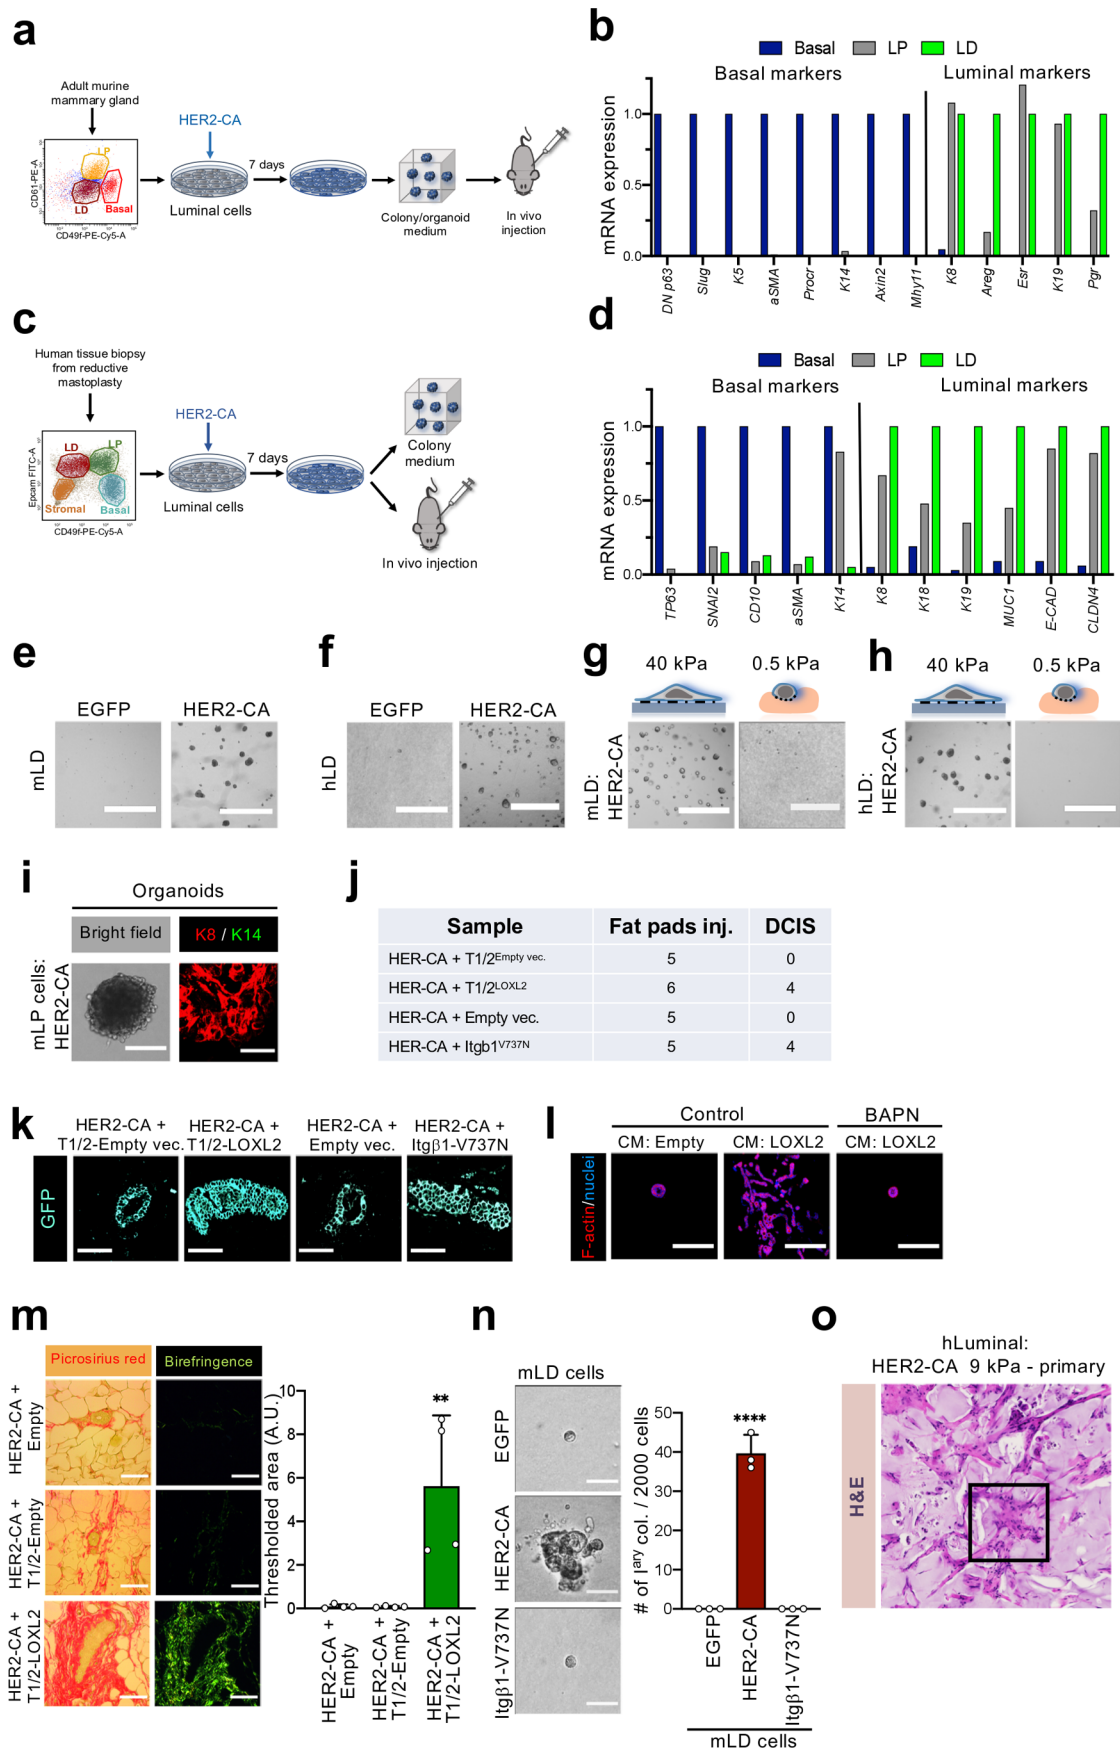 a
Adult murine
mammary gland
HER2-CA
LP
LD
Basal
CD61-PE-A
CD49f-PE-Cy5-A
Luminal cells
7 days
Colony/organoid
medium
In vivo
injection
b
Basal LP LD
Basal markers
Luminal markers
mRNA expression
1.0
0.5
0.0
DN p63
Slug
K5
aSMA
Procr
K14
Axin2
Mhy11
K8
Areg
Esr
K19
Pgr
c
Human tissue biopsy
from reductive
mastoplasty
HER2-CA
LD
LP
Stromal
Basal
Epcam FITC-A
CD49f-PE-Cy5-A
Luminal cells
7 days
Colony
medium
In vivo injection
d
Basal LP LD
Basal markers
Luminal markers
mRNA expression
1.0
0.5
0.0
TP63
SNAI2
CD10
aSMA
K14
K8
K18
K19
MUC1
E-CAD
CLDN4
e
EGFP HER2-CA
mLD
f
EGFP HER2-CA
hLD
g
40 kPa 0.5 kPa
mLD:
HER2-CA
h
40 kPa 0.5 kPa
hLD:
HER2-CA
i
Organoids
Bright field
K8 / K14
mLP cells:
HER2-CA
j
Sample Fat pads inj. DCIS
HER-CA + T1/2Empty vec. 5 0
HER-CA + T1/2LOXL2 6 4
HER-CA + Empty vec. 5 0
HER-CA + Itgb1V737N 5 4
k
HER2-CA +
T1/2-Empty vec.
HER2-CA +
T1/2-LOXL2
HER2-CA +
Empty vec.
HER2-CA +
Itgβ1-V737N
GFP
l
Control
BAPN
CM: Empty CM: LOXL2 CM: LOXL2
F-actin/nuclei
m
Picrosirius red
Birefringence
HER2-CA +
Empty
HER2-CA +
T1/2-Empty
HER2-CA +
T1/2-LOXL2
Thresholded area (A.U.)
10
8
6
4
2
0
**
HER2-CA +
Empty
HER2-CA +
T1/2-Empty
HER2-CA +
T1/2-LOXL2
n
mLD cells
EGFP
HER2-CA
Itgβ1-V737N
# of Iary col. / 2000 cells
50
40
30
20
10
0
****
EGFP
HER2-CA
Itgβ1-V737N
mLD cells
o
hLuminal:
HER2-CA 9 kPa - primary
H&E